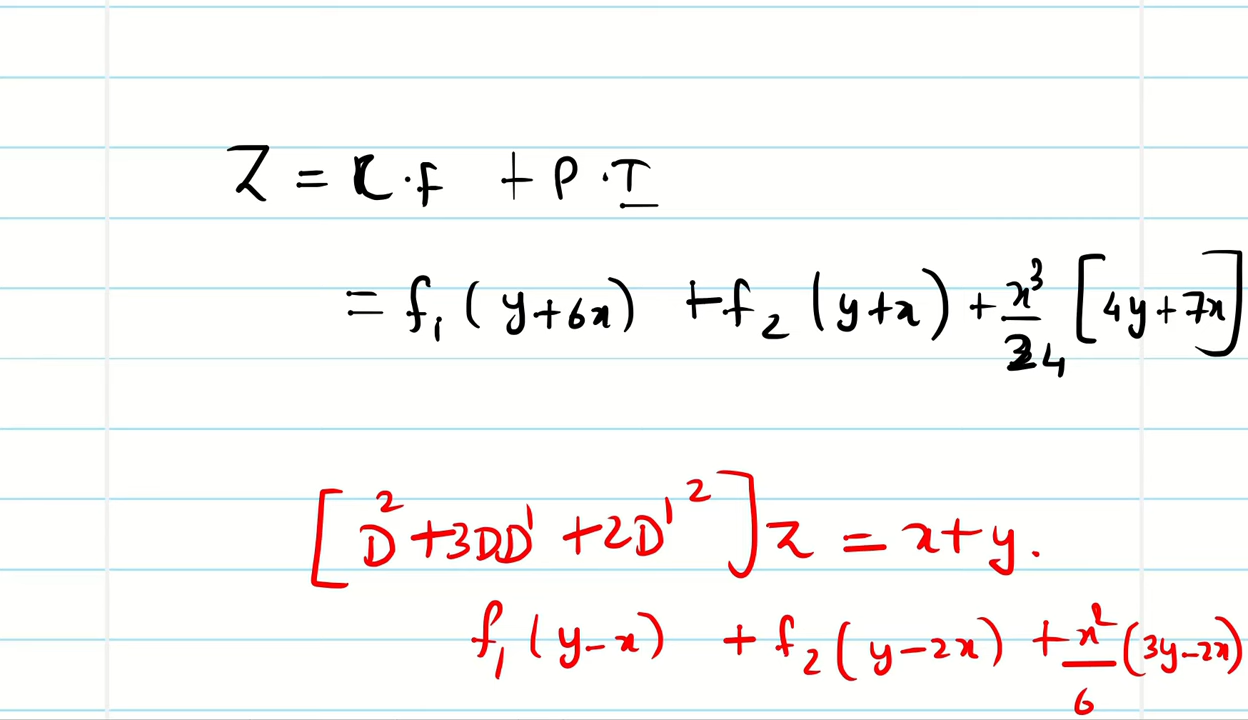 Z = C.F + P.I
= f₁(y+6x) + f₂(y+x) + x³/24 [4y+7x]
[D² + 3DD' + 2D'²]z = x+y.
f₁(y-x) + f₂(y-2x) + x²/6 (3y-2x)